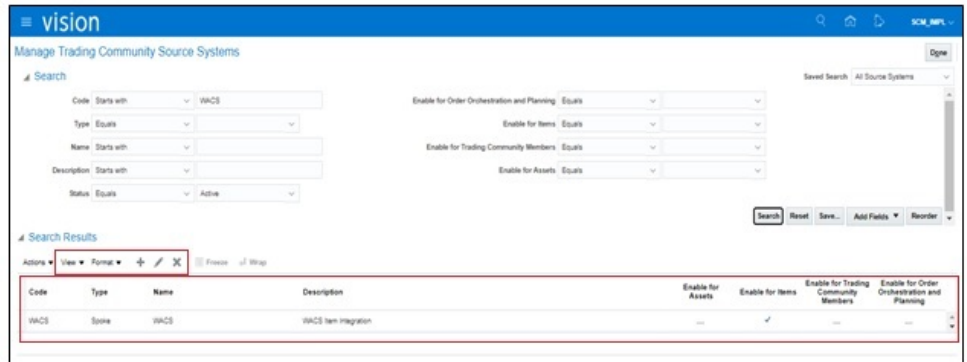 vision
SCM_IMPL
Manage Trading Community Source Systems
Done
Search
Saved Search All Source Systems
Code Starts with WACS
Enable for Order Orchestration and Planning Equals
Type Equals
Enable for Items Equals
Name Starts with
Enable for Trading Community Members Equals
Description Starts with
Enable for Assets Equals
Status Equals Active
Search Reset Save... Add Fields Reorder
Search Results
Actions View Format Freeze Wrap
Code Type Name Description Enable for Assets Enable for Items Enable for Trading Community Members Enable for Order Orchestration and Planning
WACS Spoke WACS WACS Item Integration